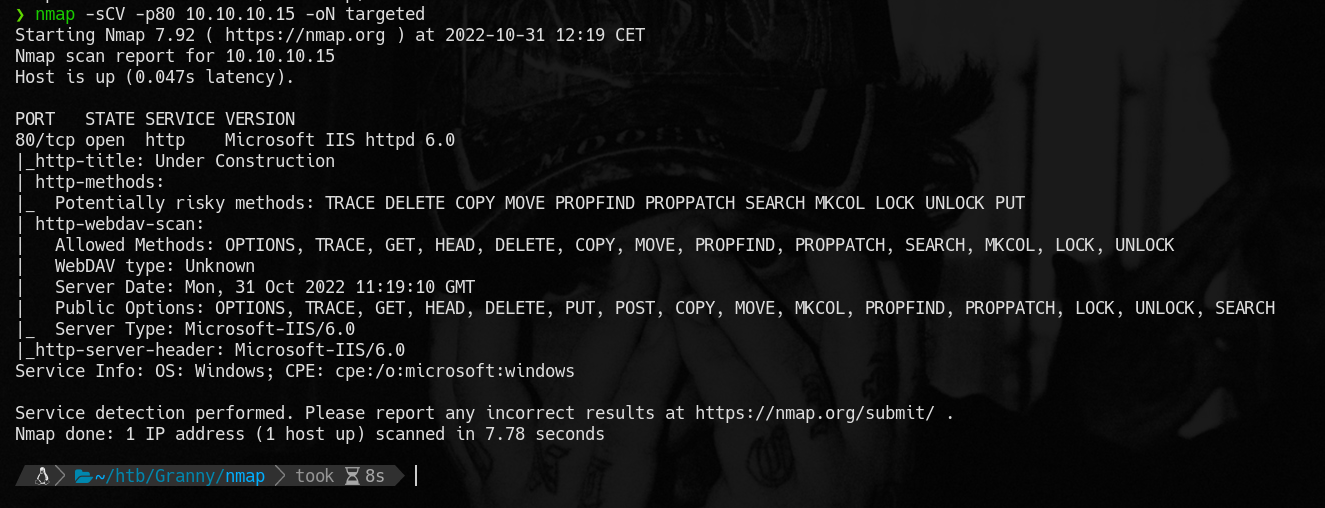 ❯ nmap -sCV -p80 10.10.10.15 -oN targeted
Starting Nmap 7.92 ( https://nmap.org ) at 2022-10-31 12:19 CET
Nmap scan report for 10.10.10.15
Host is up (0.047s latency).
PORT   STATE SERVICE VERSION
80/tcp open  http    Microsoft IIS httpd 6.0
|_http-title: Under Construction
| http-methods:
|_  Potentially risky methods: TRACE DELETE COPY MOVE PROPFIND PROPPATCH SEARCH MKCOL LOCK UNLOCK PUT
| http-webdav-scan:
|   Allowed Methods: OPTIONS, TRACE, GET, HEAD, DELETE, COPY, MOVE, PROPFIND, PROPPATCH, SEARCH, MKCOL, LOCK, UNLOCK
|   WebDAV type: Unknown
|   Server Date: Mon, 31 Oct 2022 11:19:10 GMT
|   Public Options: OPTIONS, TRACE, GET, HEAD, DELETE, PUT, POST, COPY, MOVE, MKCOL, PROPFIND, PROPPATCH, LOCK, UNLOCK, SEARCH
|_  Server Type: Microsoft-IIS/6.0
|_http-server-header: Microsoft-IIS/6.0
Service Info: OS: Windows; CPE: cpe:/o:microsoft:windows
Service detection performed. Please report any incorrect results at https://nmap.org/submit/ .
Nmap done: 1 IP address (1 host up) scanned in 7.78 seconds
~/htb/Granny/nmap took 8s